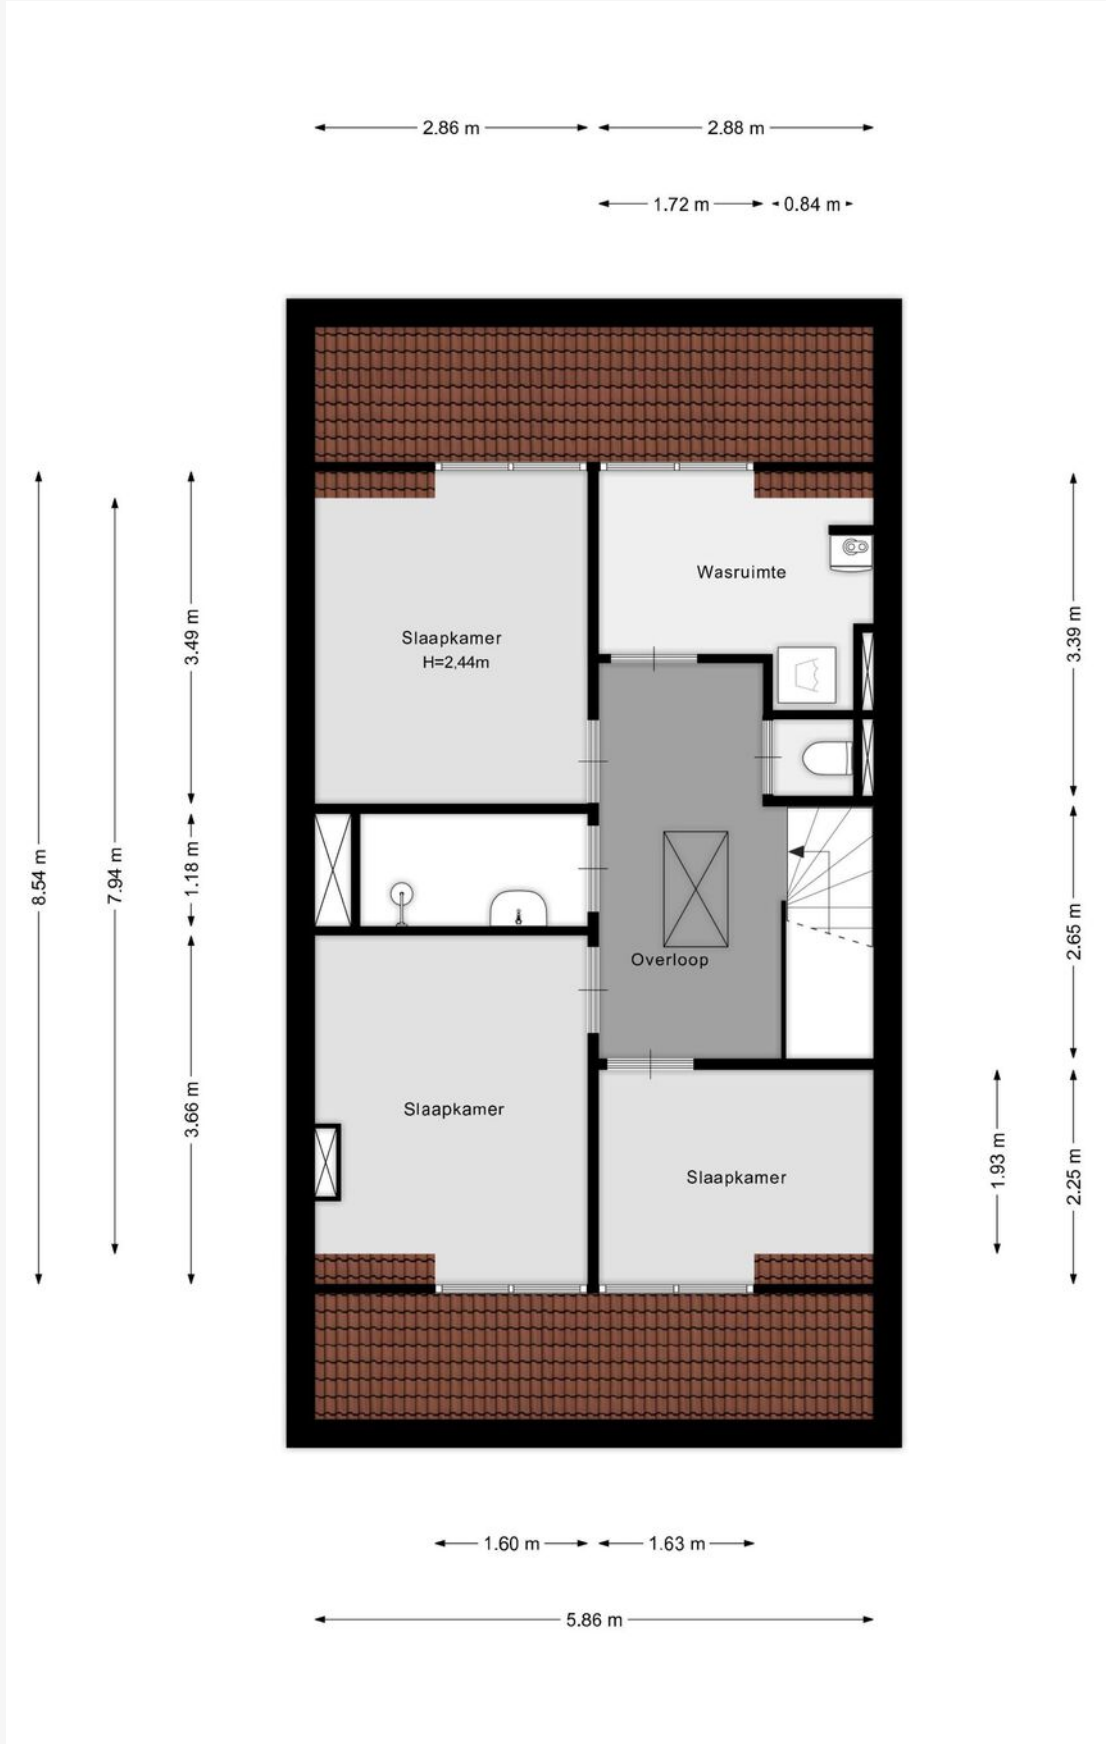 2.86 m
2.88 m
1.72 m
0.84 m
Wasruimte
Slaapkamer
H=2,44m
3.49 m
3.39 m
8.54 m
7.94 m
1.18 m
Overloop
2.65 m
3.66 m
Slaapkamer
Slaapkamer
1.93 m
2.25 m
1.60 m
1.63 m
5.86 m